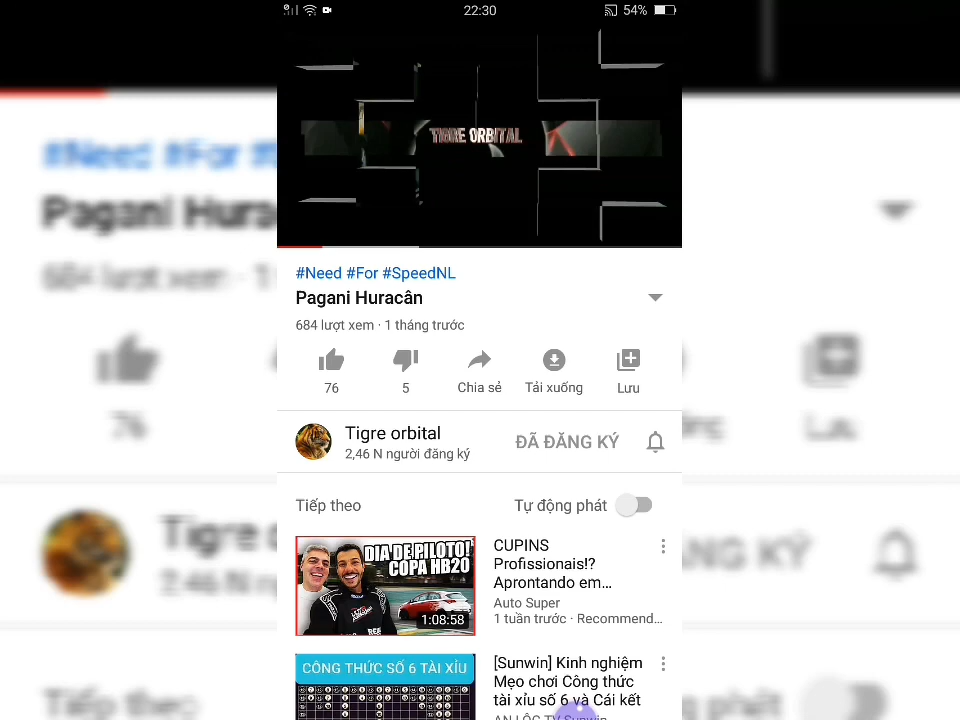 22:30
54%
TIGRE ORBITAL
#Need #For #SpeedNL
Pagani Huracân
684 lượt xem · 1 tháng trước
76
5
Chia sẻ
Tải xuống
Lưu
Tigre orbital
2,46 N người đăng ký
ĐÃ ĐĂNG KÝ
Tiếp theo
Tự động phát
DIA DE PILOTO!
COPA HB20
1:08:58
CUPINS
Profissionais!?
Aprontando em...
Auto Super
1 tuần trước · Recommend...
CÔNG THỨC SỐ 6 TÀI XỈU
[Sunwin] Kinh nghiệm
Mẹo chơi Công thức
tài xỉu số 6 và Cái kết
AN LỘC TV Sunwin